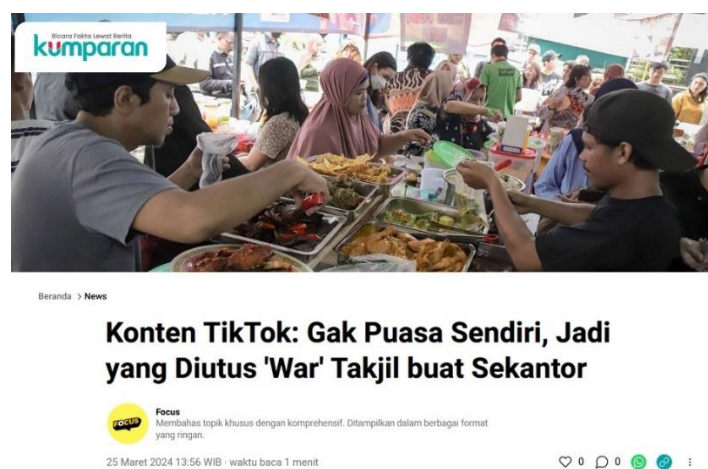 Bicara Fakta Lewat Berita
kumparan
Beranda > News
Konten TikTok: Gak Puasa Sendiri, Jadi
yang Diutus 'War' Takjil buat Sekantor
FOCUS
Focus
Membahas topik khusus dengan komprehensif. Ditampilkan dalam berbagai format
yang ringan.
25 Maret 2024 13:56 WIB · waktu baca 1 menit
0 0